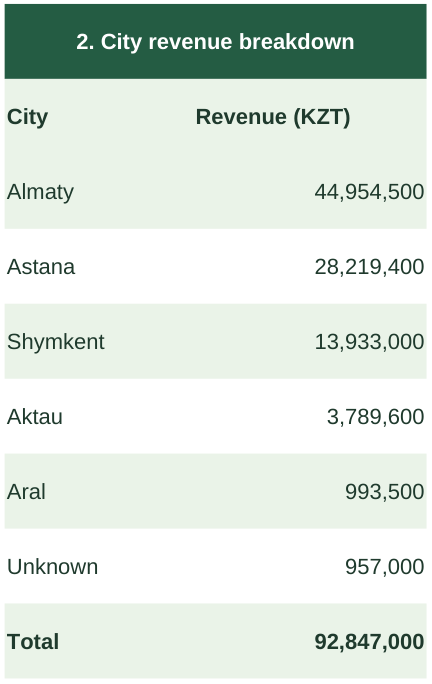 2. City revenue breakdown
City Revenue (KZT)
Almaty 44,954,500
Astana 28,219,400
Shymkent 13,933,000
Aktau 3,789,600
Aral 993,500
Unknown 957,000
Total 92,847,000